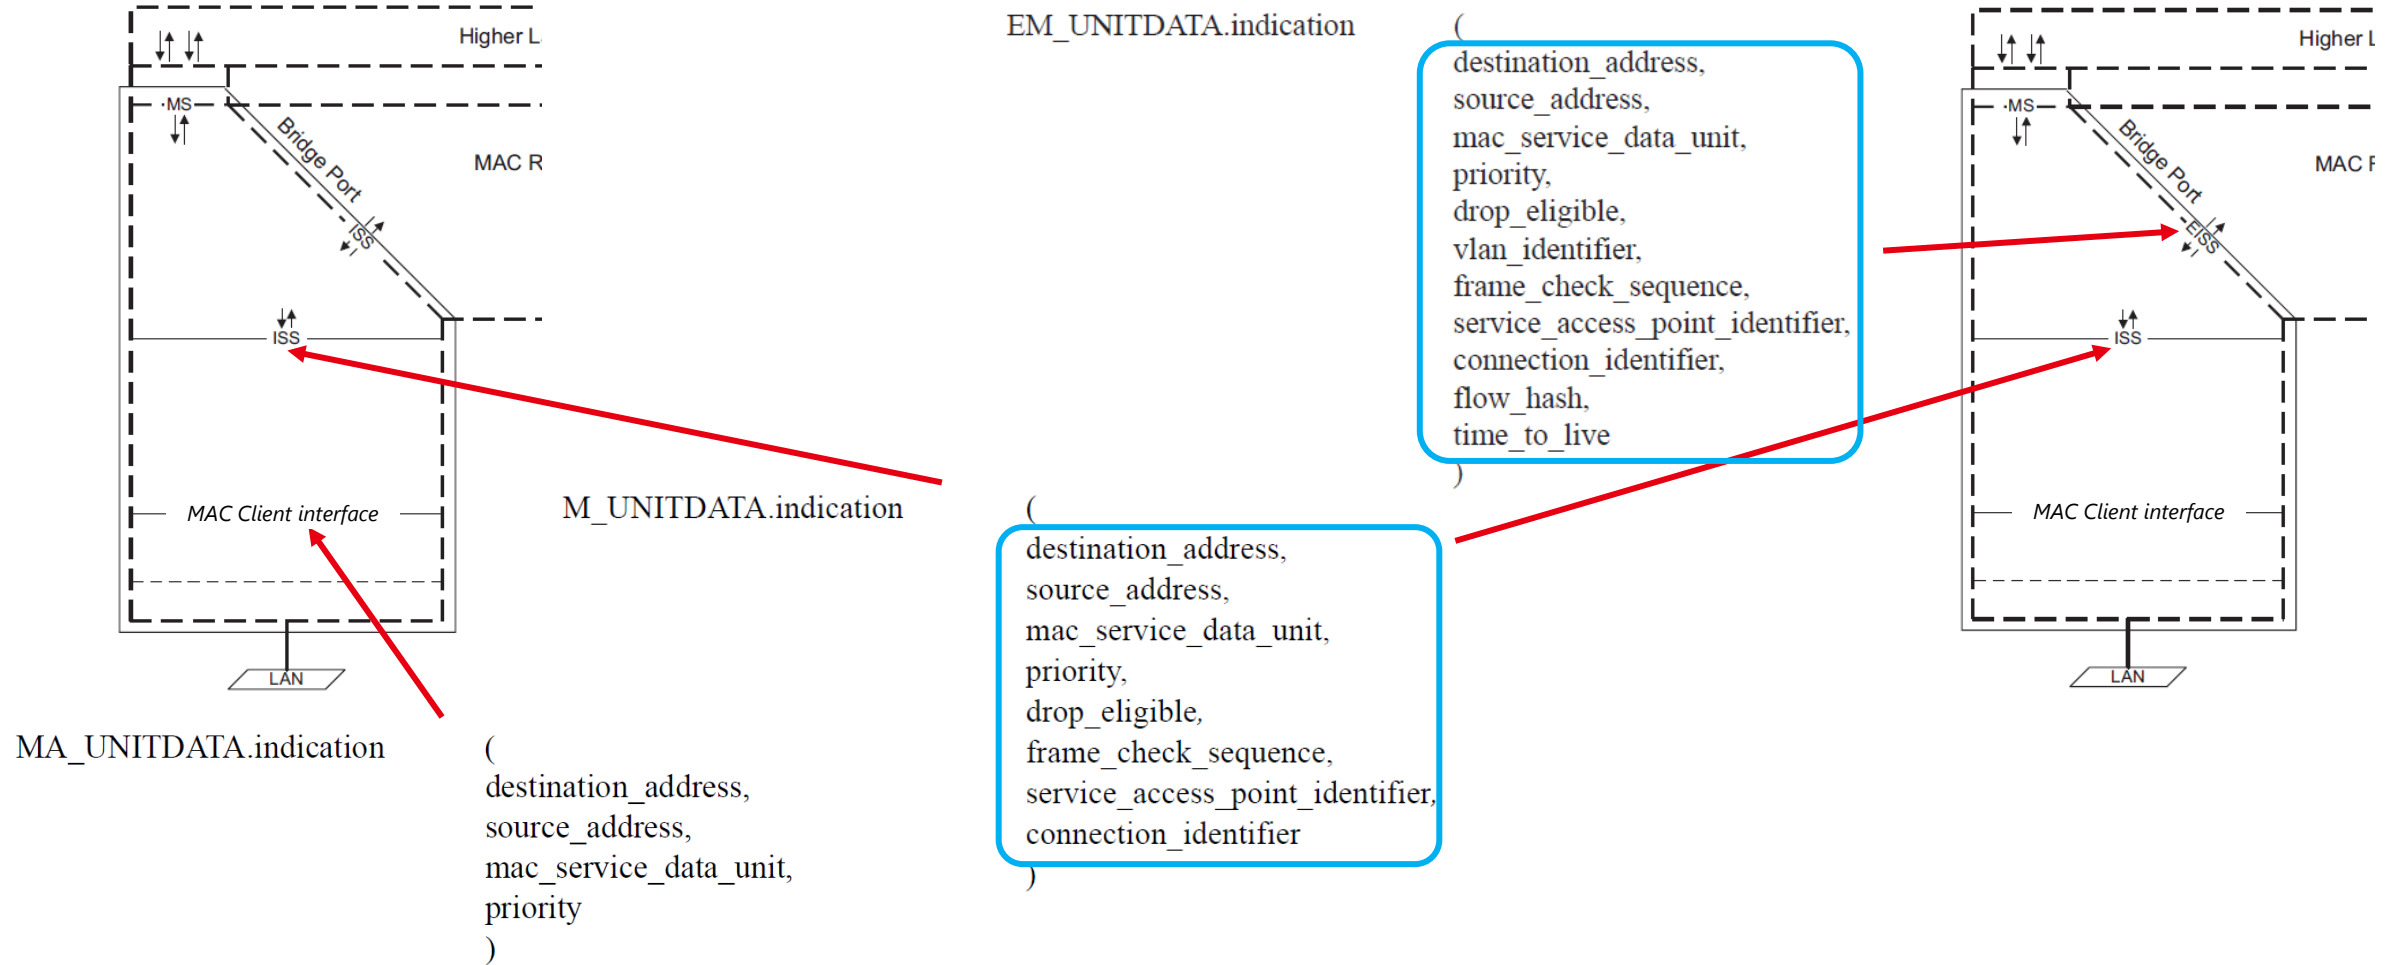 Higher L
MS
Bridge Port
MAC R
ISS
ISS
MAC Client interface
LAN
MA_UNITDATA.indication (
destination_address,
source_address,
mac_service_data_unit,
priority
)
M_UNITDATA.indication (
destination_address,
source_address,
mac_service_data_unit,
priority,
drop_eligible,
frame_check_sequence,
service_access_point_identifier,
connection_identifier
)
EM_UNITDATA.indication (
destination_address,
source_address,
mac_service_data_unit,
priority,
drop_eligible,
vlan_identifier,
frame_check_sequence,
service_access_point_identifier,
connection_identifier,
flow_hash,
time_to_live
)
Higher L
MS
Bridge Port
MAC R
EISS
ISS
MAC Client interface
LAN